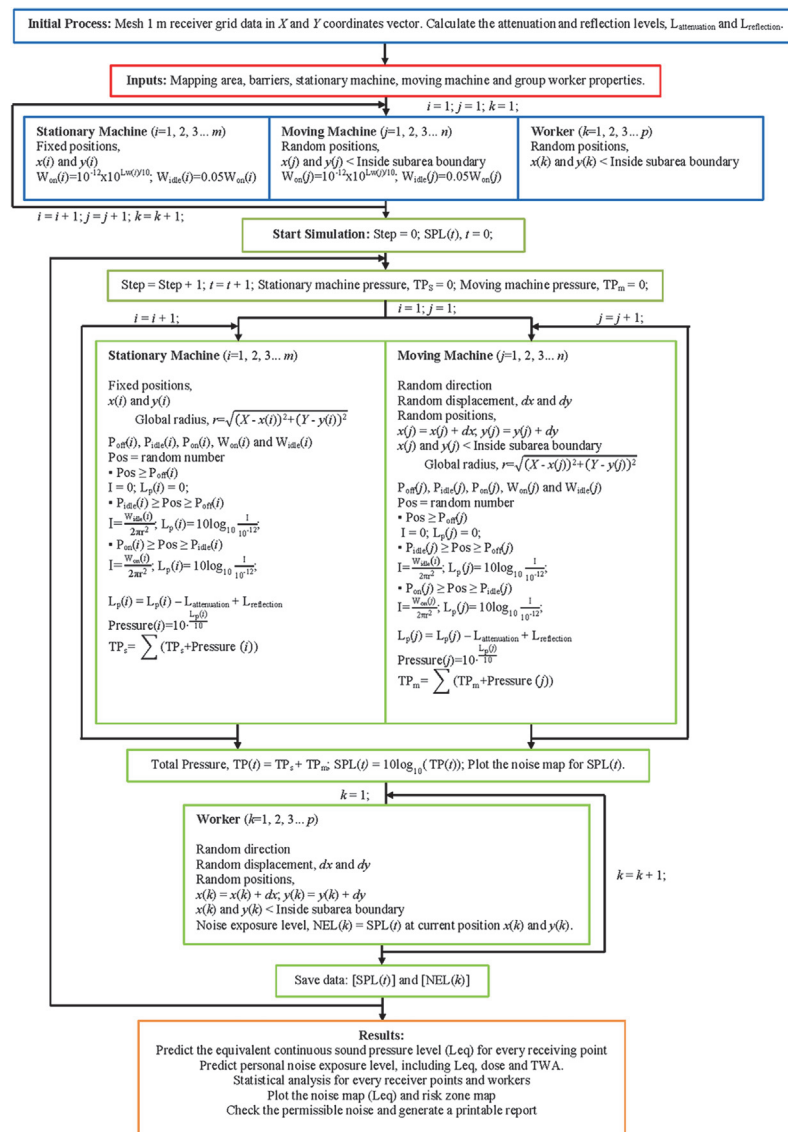 Initial Process: Mesh 1 m receiver grid data in X and Y coordinates vector. Calculate the attenuation and reflection levels, Lattenuation and Lreflection.
Inputs: Mapping area, barriers, stationary machine, moving machine and group worker properties.
i = 1; j = 1; k = 1;
Stationary Machine (i=1, 2, 3... m)
Fixed positions,
x(i) and y(i)
Won(i)=10^-12x10^Lw(i)/10; Widle(i)=0.05Won(i)
Moving Machine (j=1, 2, 3... n)
Random positions,
x(j) and y(j) < Inside subarea boundary
Won(j)=10^-12x10^Lw(j)/10; Widle(j)=0.05Won(j)
Worker (k=1, 2, 3... p)
Random positions,
x(k) and y(k) < Inside subarea boundary
i = i + 1; j = j + 1; k = k + 1;
Start Simulation: Step = 0; SPL(t), t = 0;
Step = Step + 1; t = t + 1; Stationary machine pressure, TPS = 0; Moving machine pressure, TPm = 0;
i = 1; j = 1;
i = i + 1;
j = j + 1;
Stationary Machine (i=1, 2, 3... m)
Fixed positions,
x(i) and y(i)
Global radius, r=√(X - x(i))²+(Y - y(i))²
Poff(i), Pidle(i), Pon(i), Won(i) and Widle(i)
Pos = random number
▪ Pos ≥ Poff(i)
I = 0; Lp(i) = 0;
▪ Pidle(i) ≥ Pos ≥ Poff(i)
I=Widle(i)/2πr²; Lp(i) = 10log10 I/10^-12;
▪ Pon(i) ≥ Pos ≥ Pidle(i)
I=Won(i)/2πr²; Lp(i) = 10log10 I/10^-12;
Lp(i) = Lp(i) – Lattenuation + Lreflection
Pressure(i)=10^Lp(i)/10
TPs= ∑ (TPs+Pressure (i))
Moving Machine (j=1, 2, 3... n)
Random direction
Random displacement, dx and dy
Random positions,
x(j) = x(j) + dx; y(j) = y(j) + dy
x(j) and y(j) < Inside subarea boundary
Global radius, r=√(X - x(j))²+(Y - y(j))²
Poff(j), Pidle(j), Pon(j), Won(j) and Widle(j)
Pos = random number
▪ Pos ≥ Poff(j)
I = 0; Lp(j) = 0;
▪ Pidle(j) ≥ Pos ≥ Poff(j)
I=Widle(j)/2πr²; Lp(j) = 10log10 I/10^-12;
▪ Pon(j) ≥ Pos ≥ Pidle(j)
I=Won(j)/2πr²; Lp(j) = 10log10 I/10^-12;
Lp(j) = Lp(j) – Lattenuation + Lreflection
Pressure(j)=10^Lp(j)/10
TPm= ∑ (TPm+Pressure (j))
Total Pressure, TP(t) = TPs + TPm; SPL(t) = 10log10(TP(t)); Plot the noise map for SPL(t).
k = 1;
Worker (k=1, 2, 3... p)
Random direction
Random displacement, dx and dy
Random positions,
x(k) = x(k) + dx; y(k) = y(k) + dy
x(k) and y(k) < Inside subarea boundary
Noise exposure level, NEL(k) = SPL(t) at current position x(k) and y(k).
k = k + 1;
Save data: [SPL(t)] and [NEL(k)]
Results:
Predict the equivalent continuous sound pressure level (Leq) for every receiving point
Predict personal noise exposure level, including Leq, dose and TWA.
Statistical analysis for every receiver points and workers
Plot the noise map (Leq) and risk zone map
Check the permissible noise and generate a printable report